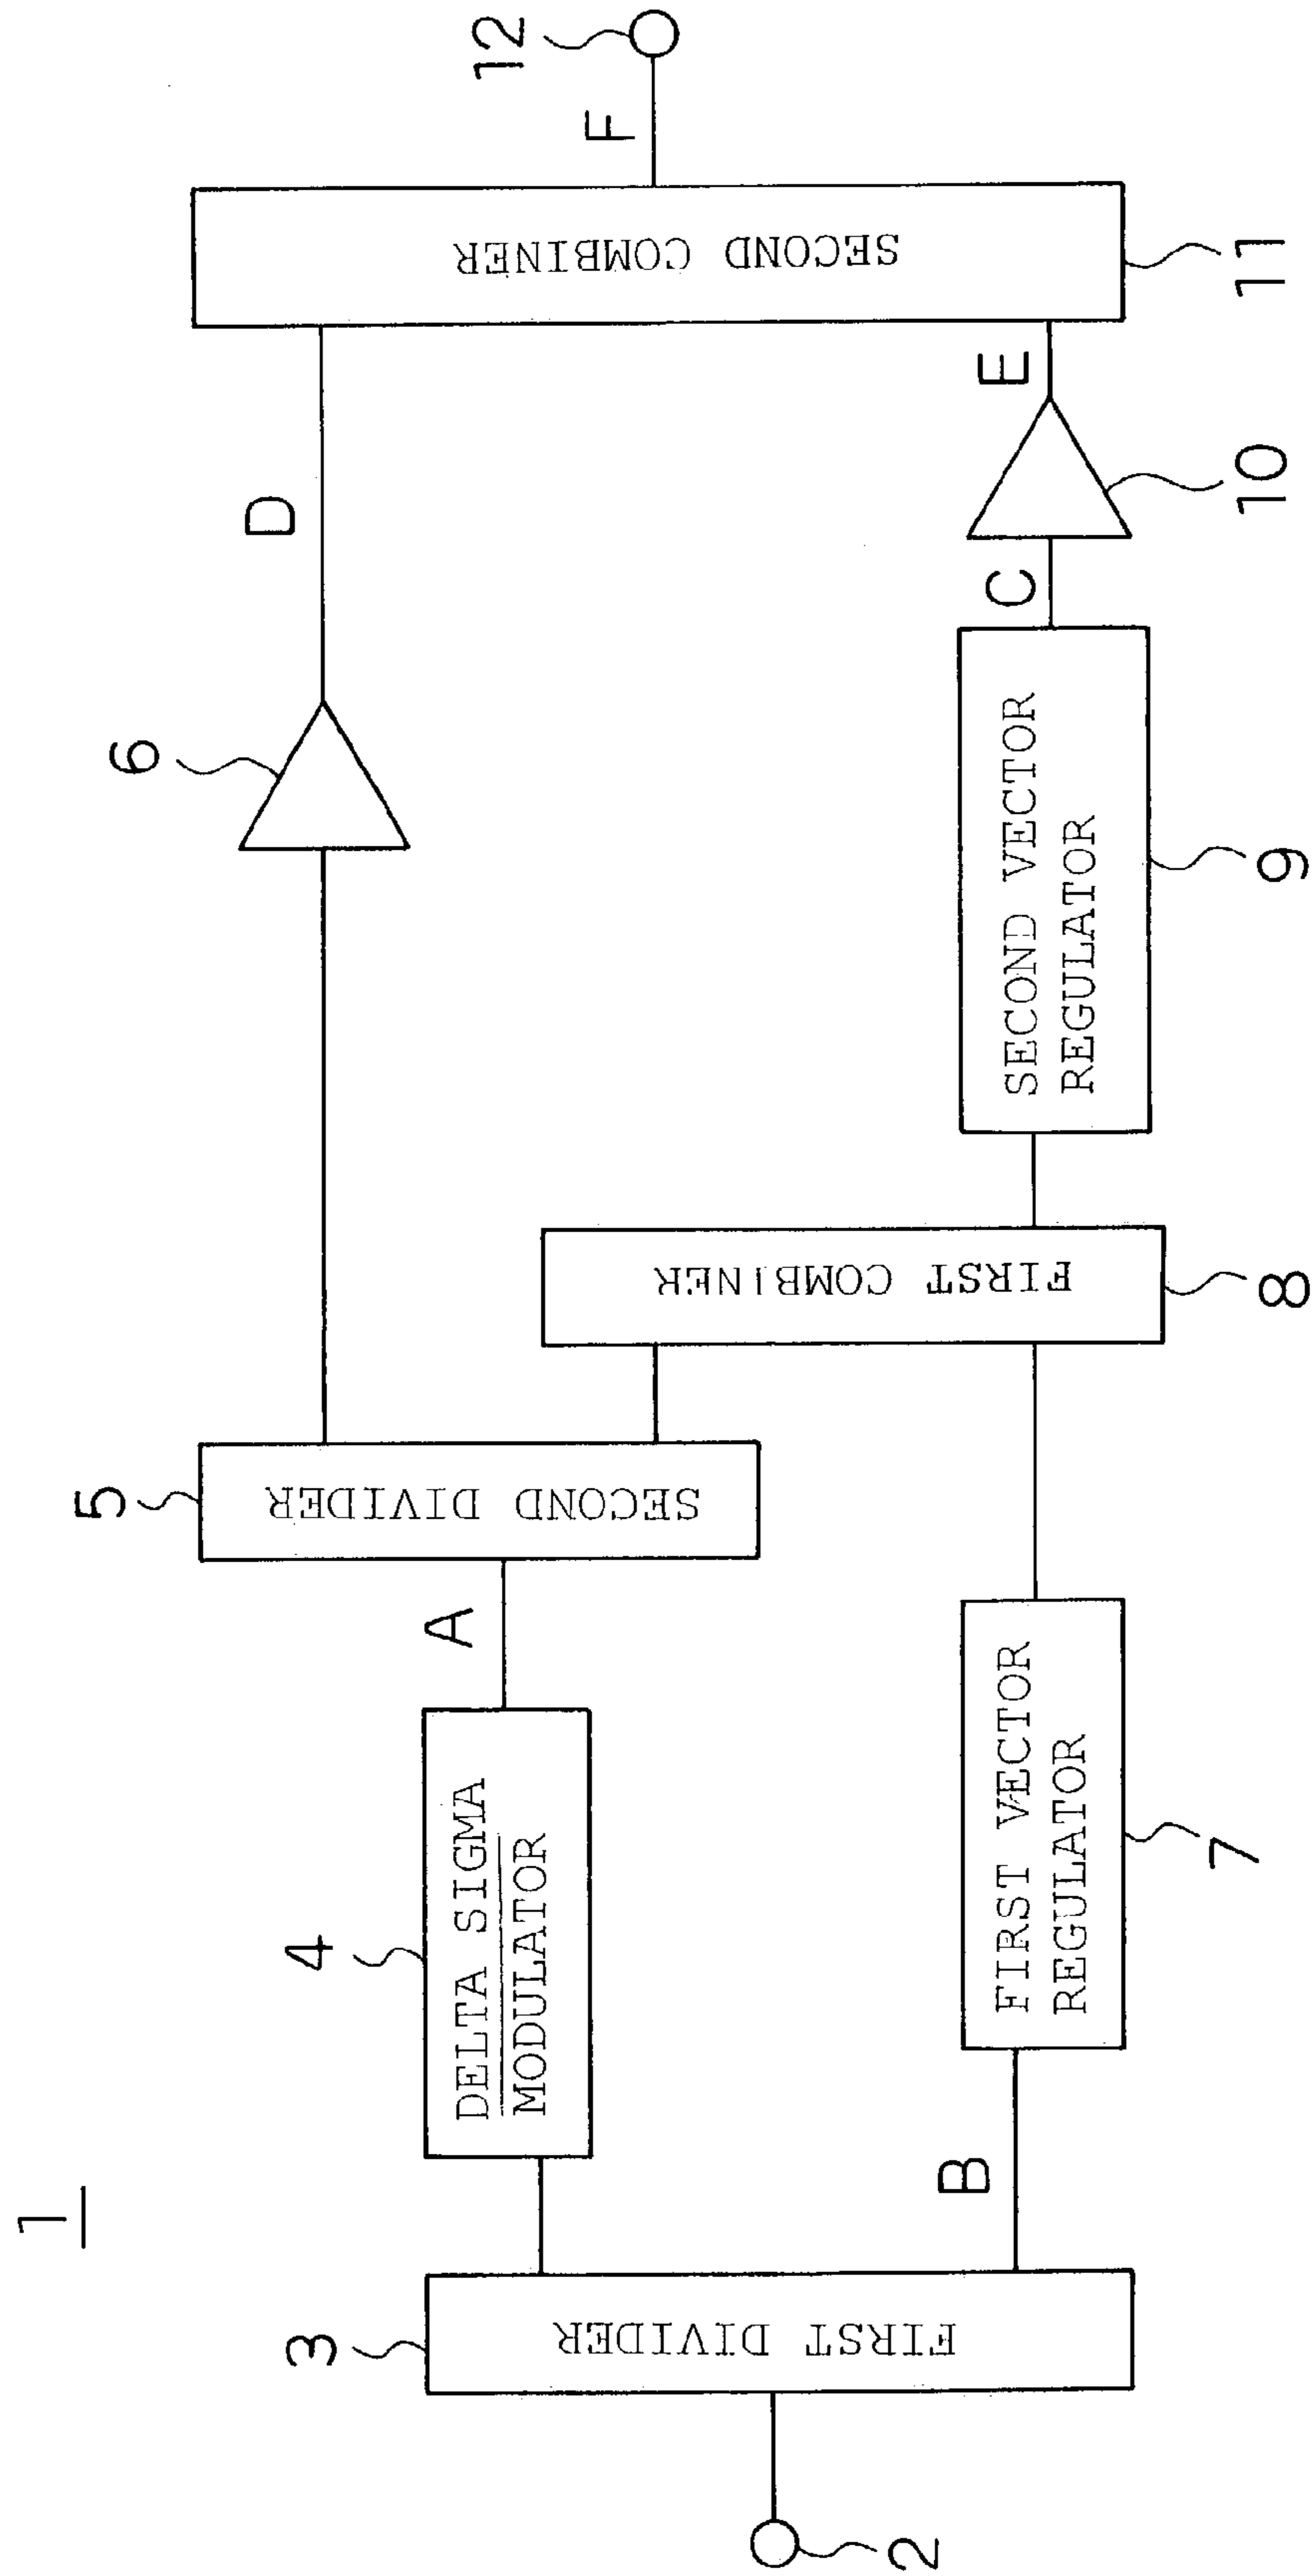 1
2
3
FIRST DIVIDER
4
DELTA SIGMA
MODULATOR
B
FIRST VECTOR
REGULATOR
7
A
5
SECOND DIVIDER
FIRST COMBINER
8
SECOND VECTOR
REGULATOR
9
6
D
C
10
E
SECOND COMBINER
11
F
12